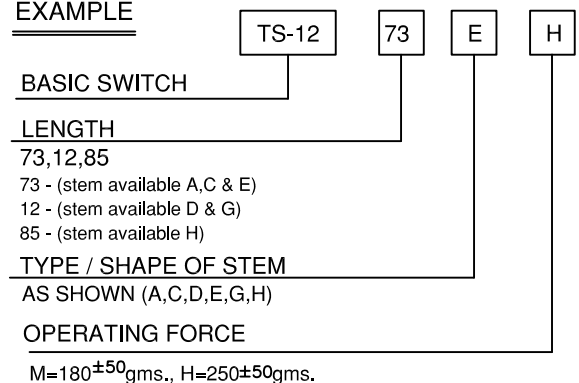 EXAMPLE
TS-12 73 E H
BASIC SWITCH
LENGTH
73,12,85
73 - (stem available A,C & E)
12 - (stem available D & G)
85 - (stem available H)
TYPE / SHAPE OF STEM
AS SHOWN (A,C,D,E,G,H)
OPERATING FORCE
M=180±50gms., H=250±50gms.